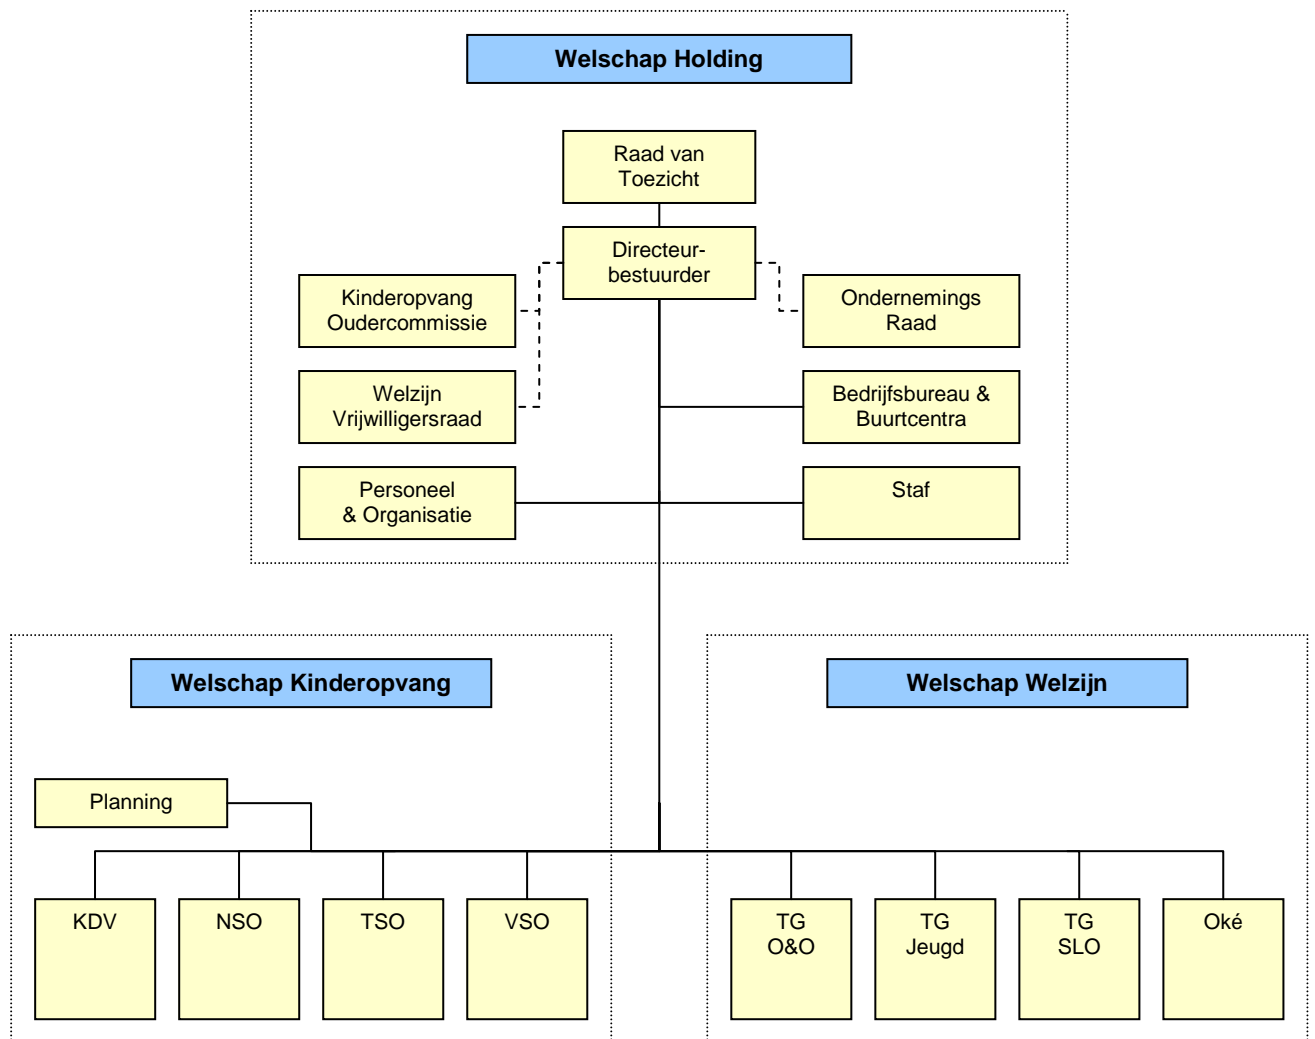 Welschap Holding
Raad van
Toezicht
Directeur-
bestuurder
Kinderopvang
Oudercommissie
Ondernemings
Raad
Welzijn
Vrijwilligersraad
Bedrijfsbureau &
Buurtcentra
Personeel
& Organisatie
Staf
Welschap Kinderopvang
Planning
KDV
NSO
TSO
VSO
Welschap Welzijn
TG
O&O
TG
Jeugd
TG
SLO
Oké